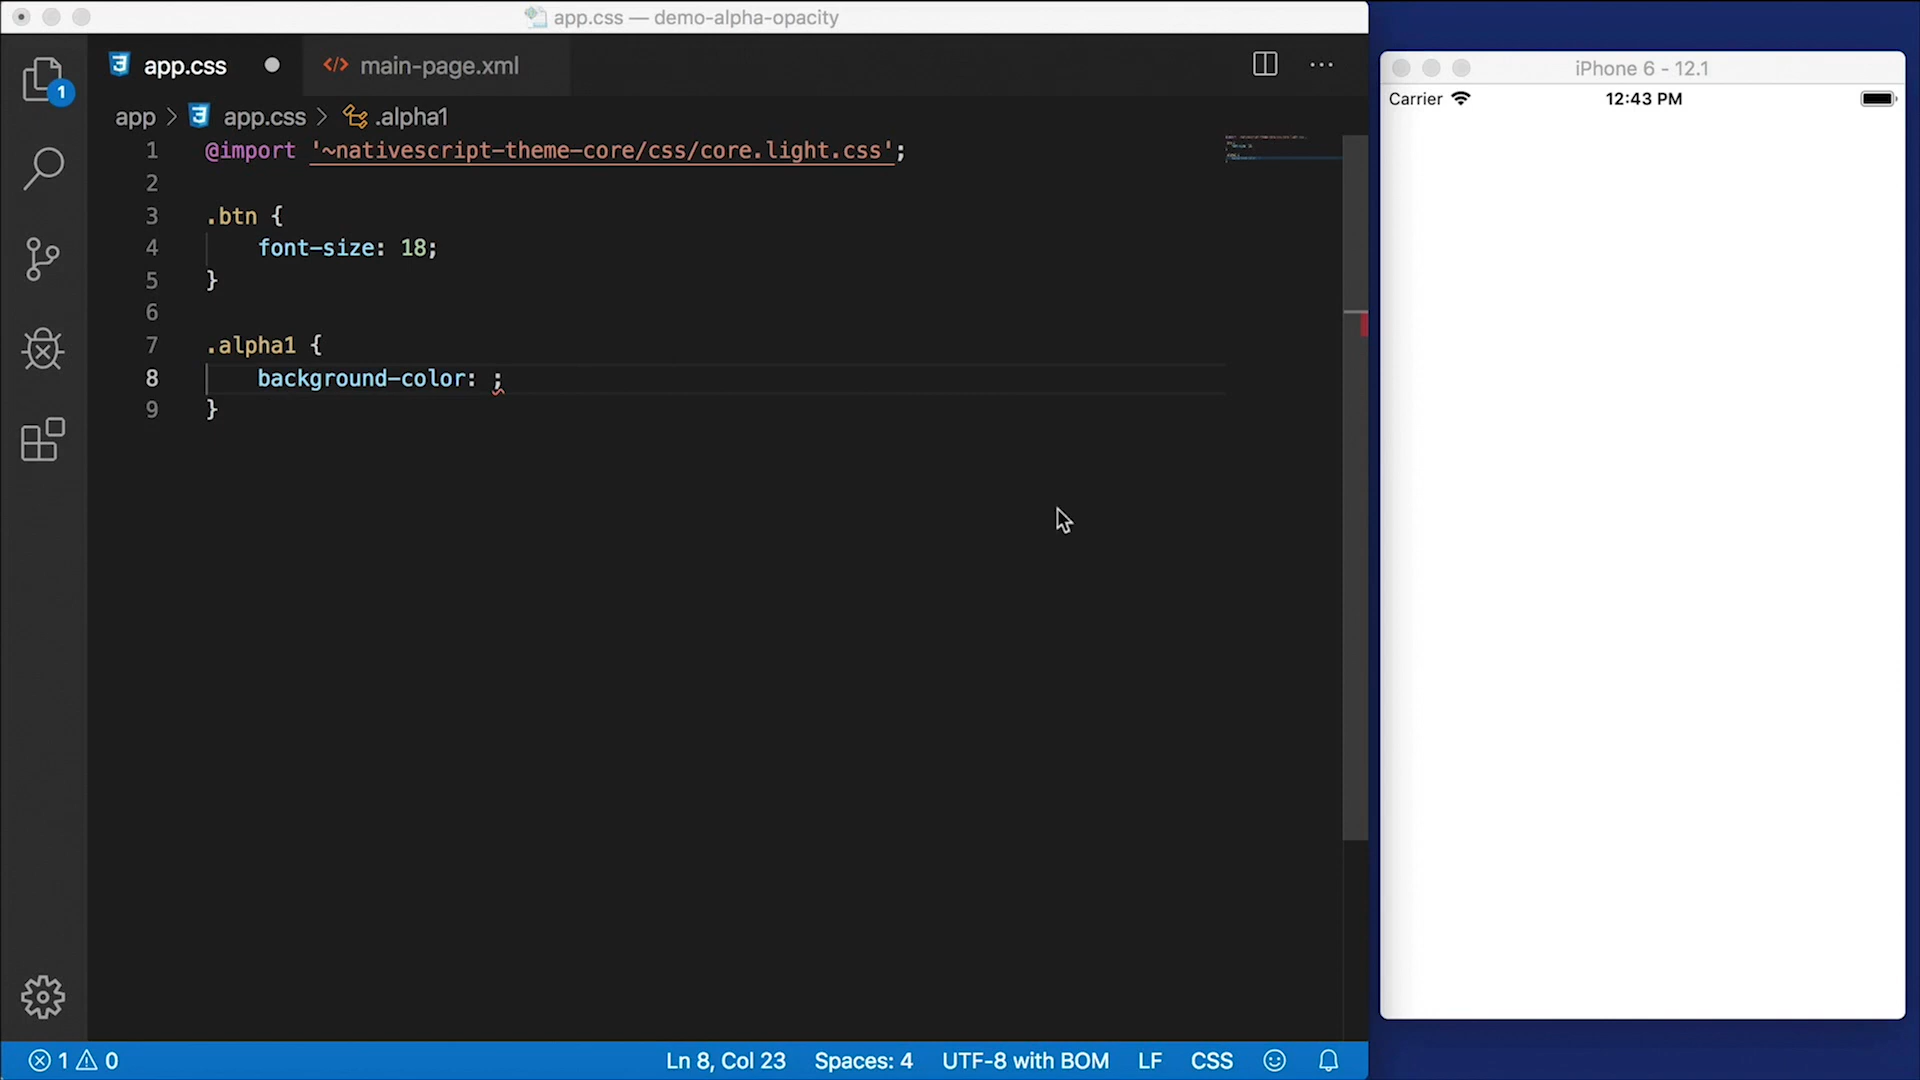 app.css — demo-alpha-opacity
app.css
main-page.xml
app > app.css > .alpha1
1 @import '~nativescript-theme-core/css/core.light.css';
2
3 .btn {
4 font-size: 18;
5 }
6
7 .alpha1 {
8 background-color: ;
9 }
1
1 0
Ln 8, Col 23
Spaces: 4
UTF-8 with BOM
LF
CSS
iPhone 6 - 12.1
Carrier
12:43 PM